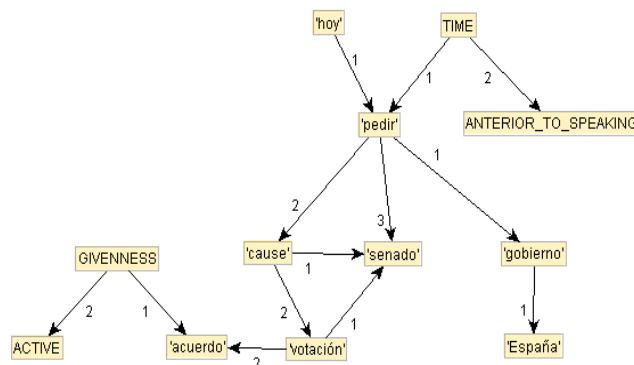 'hoy'
TIME
1
1
2
'pedir'
ANTERIOR_TO_SPEAKING
2
3
1
GIVENNESS
'cause'
1
'senado'
'gobierno'
2
1
2
1
1
ACTIVE
'acuerdo'
2
'votación'
'España'